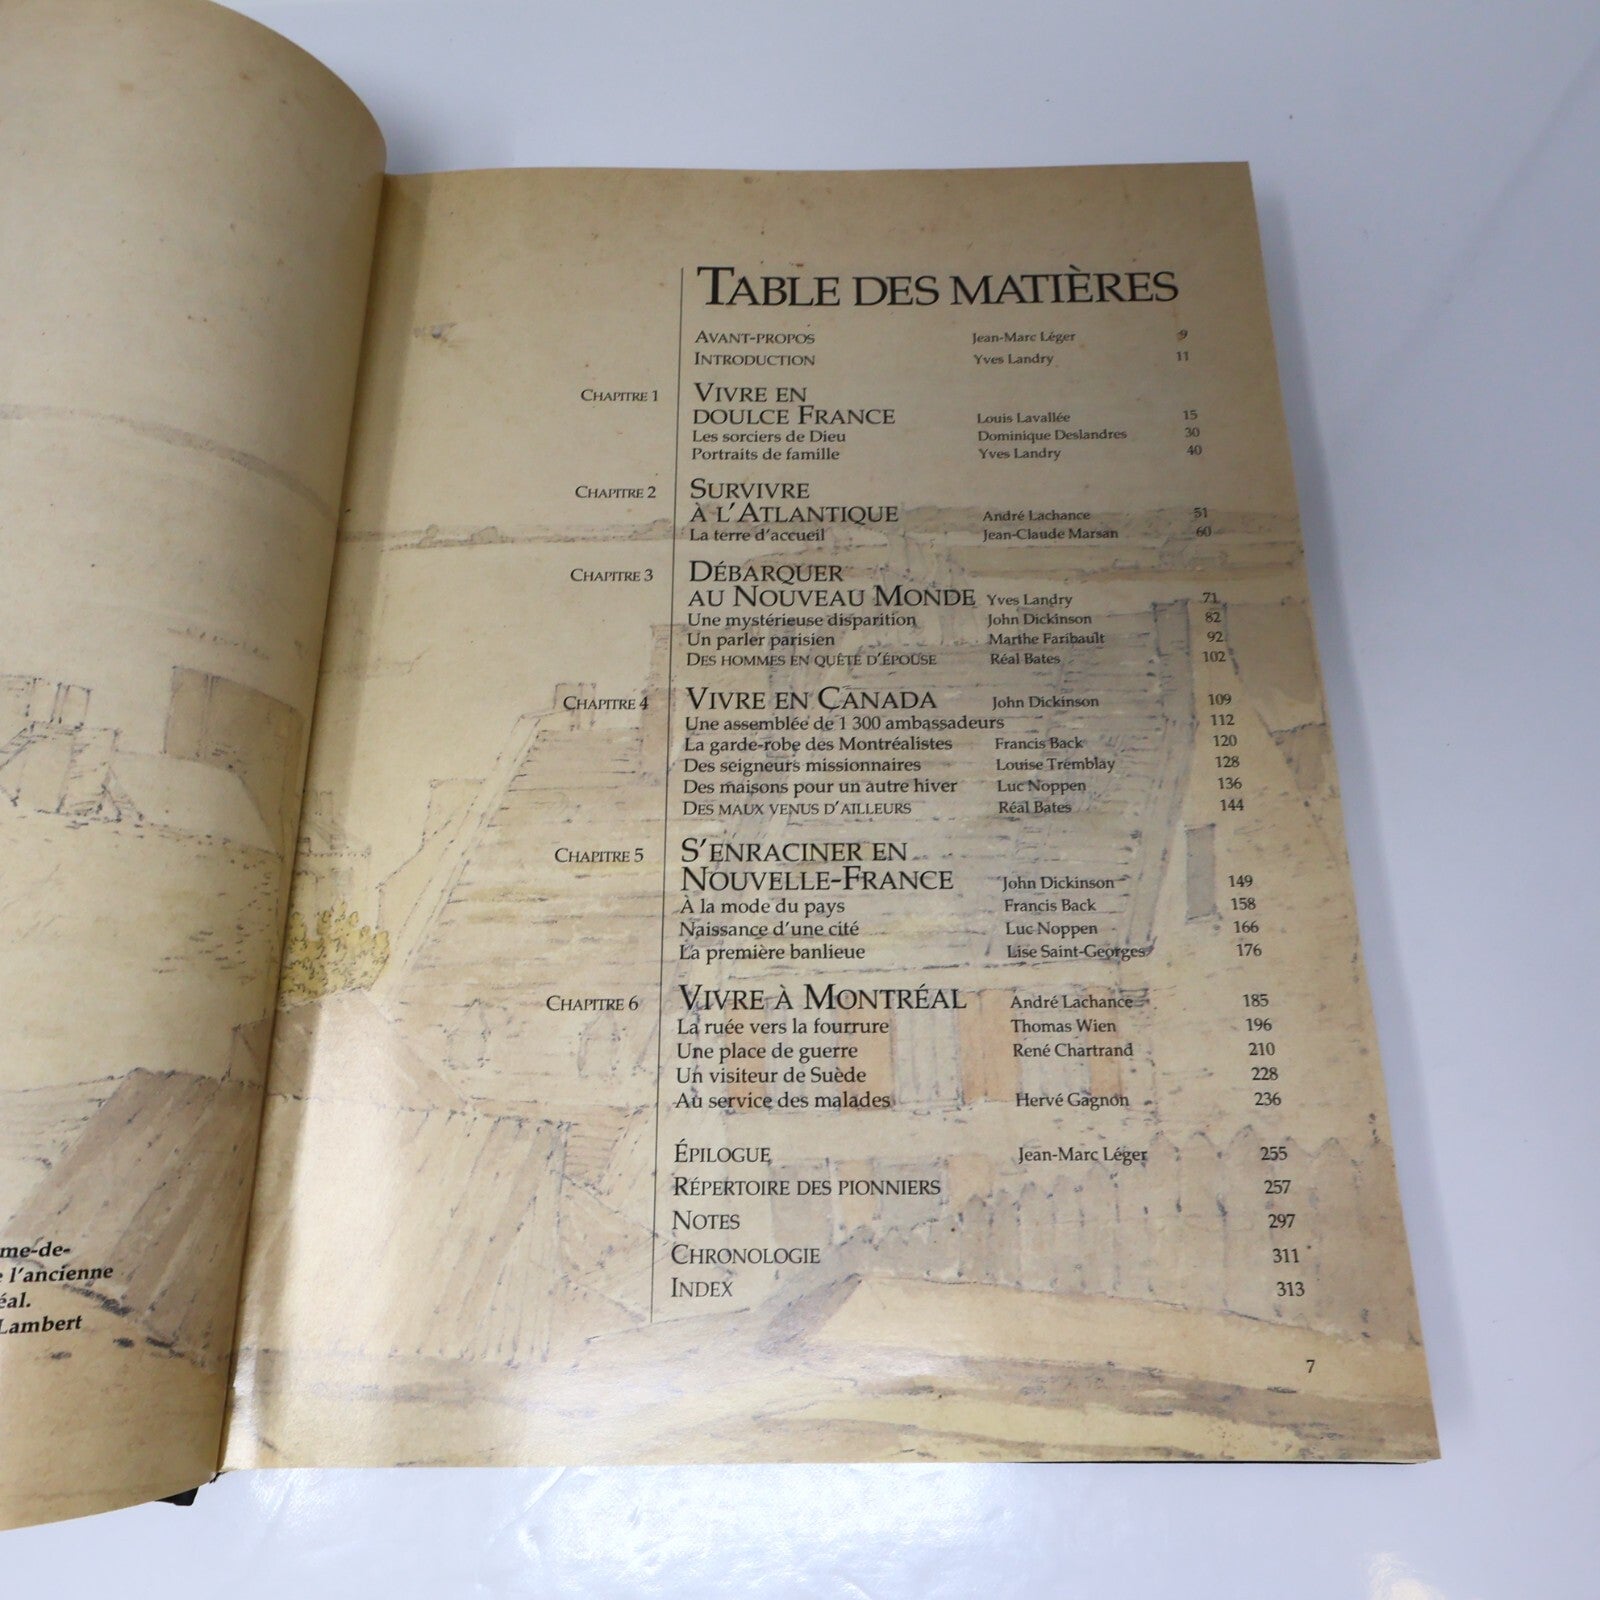 me-de-
l'ancienne
éal.
Lambert
TABLE DES MATIÈRES
AVANT-PROPOS Jean-Marc Léger 9
INTRODUCTION Yves Landry 11
CHAPITRE 1 VIVRE EN
DOULCE FRANCE Louis Lavallée 15
Les sorciers de Dieu Dominique Deslandres 30
Portraits de famille Yves Landry 40
CHAPITRE 2 SURVIVRE
À L'ATLANTIQUE André Lachance 51
La terre d'accueil Jean-Claude Marsan 60
CHAPITRE 3 DÉBARQUER
AU NOUVEAU MONDE Yves Landry 71
Une mystérieuse disparition John Dickinson 82
Un parler parisien Marthe Faribault 92
DES HOMMES EN QUÊTE D'ÉPOUSE Réal Bates 102
CHAPITRE 4 VIVRE EN CANADA John Dickinson 109
Une assemblée de 1 300 ambassadeurs 112
La garde-robe des Montréalistes Francis Back 120
Des seigneurs missionnaires Louise Tremblay 128
Des maisons pour un autre hiver Luc Noppen 136
DES MAUX VENUS D'AILLEURS Réal Bates 144
CHAPITRE 5 S'ENRACINER EN
NOUVELLE-FRANCE John Dickinson 149
À la mode du pays Francis Back 158
Naissance d'une cité Luc Noppen 166
La première banlieue Lise Saint-Georges 176
CHAPITRE 6 VIVRE À MONTRÉAL André Lachance 185
La ruée vers la fourrure Thomas Wien 196
Une place de guerre René Chartrand 210
Un visiteur de Suède 228
Au service des malades Hervé Gagnon 236
ÉPILOGUE Jean-Marc Léger 255
RÉPERTOIRE DES PIONNIERS 257
NOTES 297
CHRONOLOGIE 311
INDEX 313
7